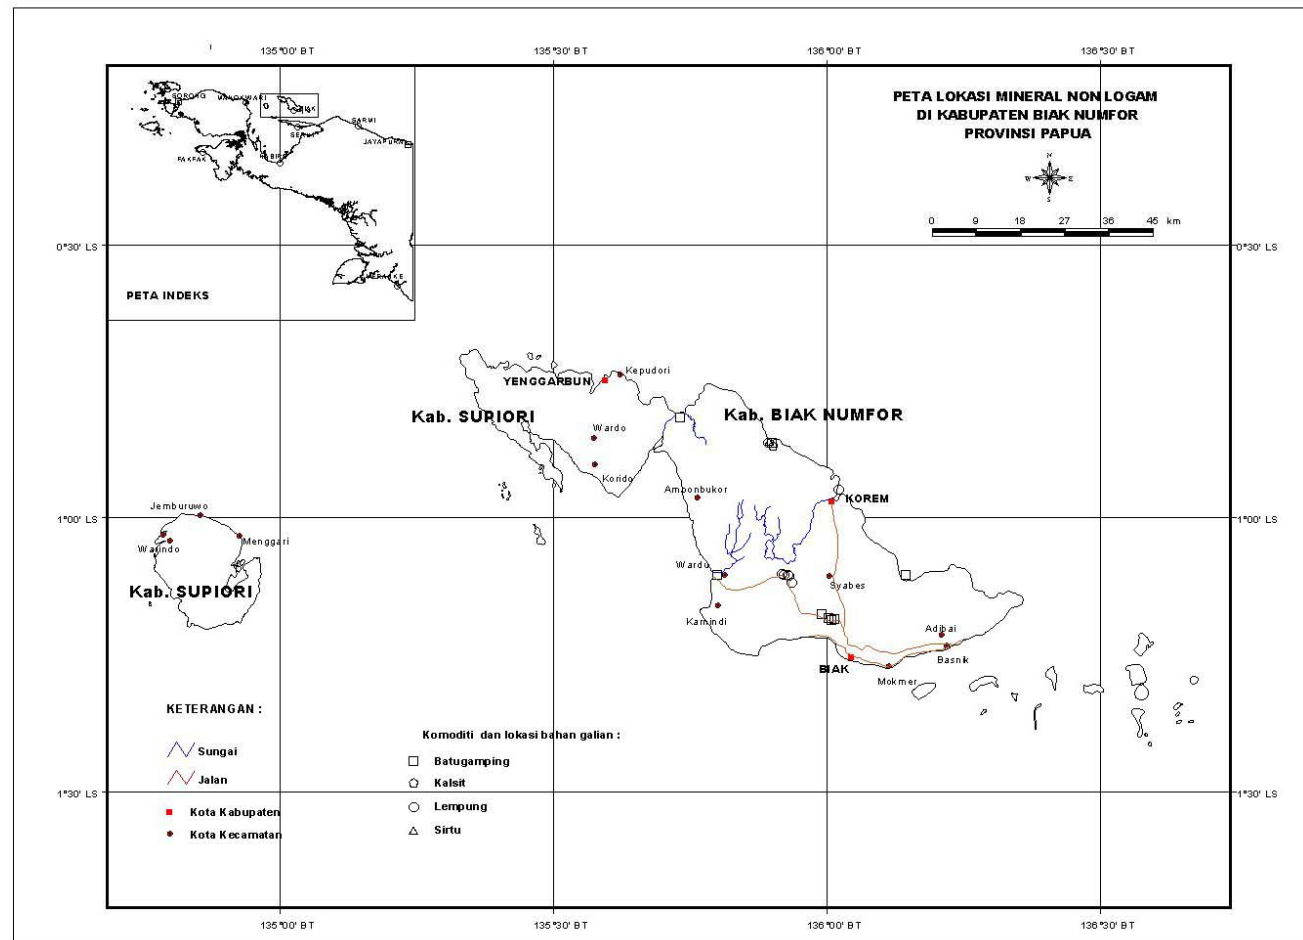 135°00' BT
135°30' BT
136°00' BT
136°30' BT
PETA LOKASI MINERAL NON LOGAM
DI KABUPATEN BIAK NUMFOR
PROVINSI PAPUA
N
W E
S
0 9 18 27 36 45 km
SORONG
MANOKWARI
BIAK
SARMI
JAYAPURA
FAKFAK
PETA INDEKS
0°30' LS
0°30' LS
Kepudori
YENGGARBUN
Kab. SUPIORI
Kab. BIAK NUMFOR
Wardo
Korido
Ambonbukor
KOREM
Jemburuwo
1°00' LS
1°00' LS
Warindo
Menggari
Wardu
Syabes
Kab. SUPIORI
Kamindi
Adibai
Basnik
BIAK
Mokmer
KETERANGAN :
Sungai
Jalan
Kota Kabupaten
Kota Kecamatan
Komoditi dan lokasi bahan galian :
Batugamping
Kalsit
Lempung
Sirtu
1°30' LS
1°30' LS
135°00' BT
135°30' BT
136°00' BT
136°30' BT